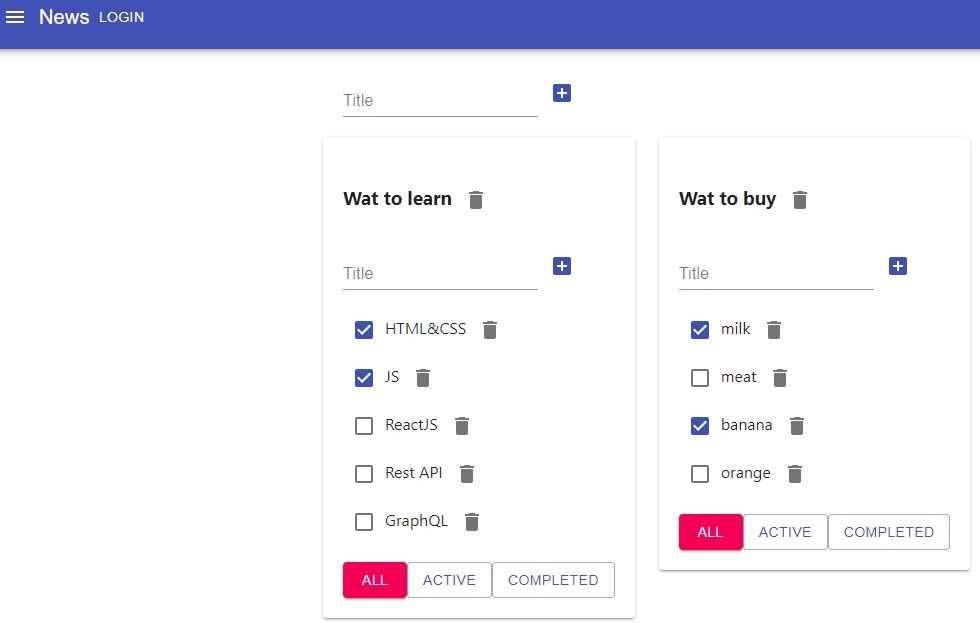 News LOGIN
Title
Wat to learn
Title
HTML&CSS
JS
ReactJS
Rest API
GraphQL
ALL ACTIVE COMPLETED
Wat to buy
Title
milk
meat
banana
orange
ALL ACTIVE COMPLETED